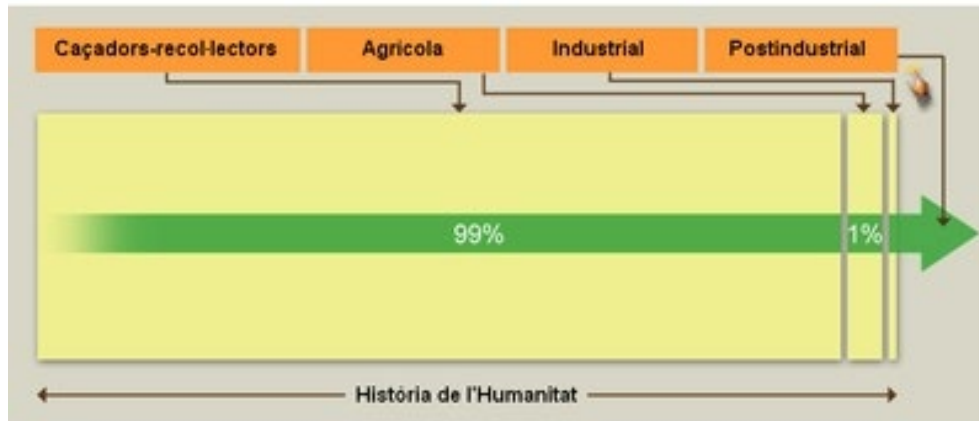 Caçadors-recol·lectors
Agrícola
Industrial
Postindustrial
99%
1%
Història de l'Humanitat